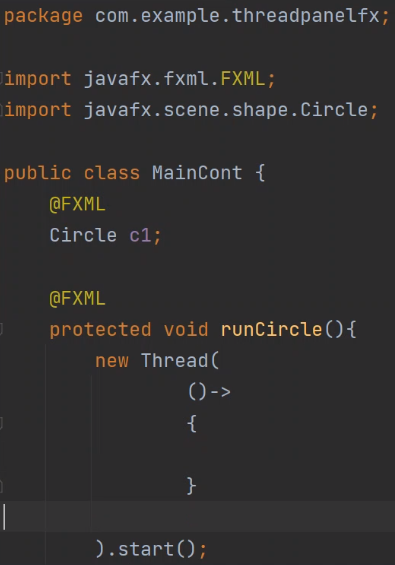 package com.example.threadpanelfx;
import javafx.fxml.FXML;
import javafx.scene.shape.Circle;
public class MainCont {
@FXML
Circle c1;
@FXML
protected void runCircle(){
new Thread(
()->
{
}
).start();